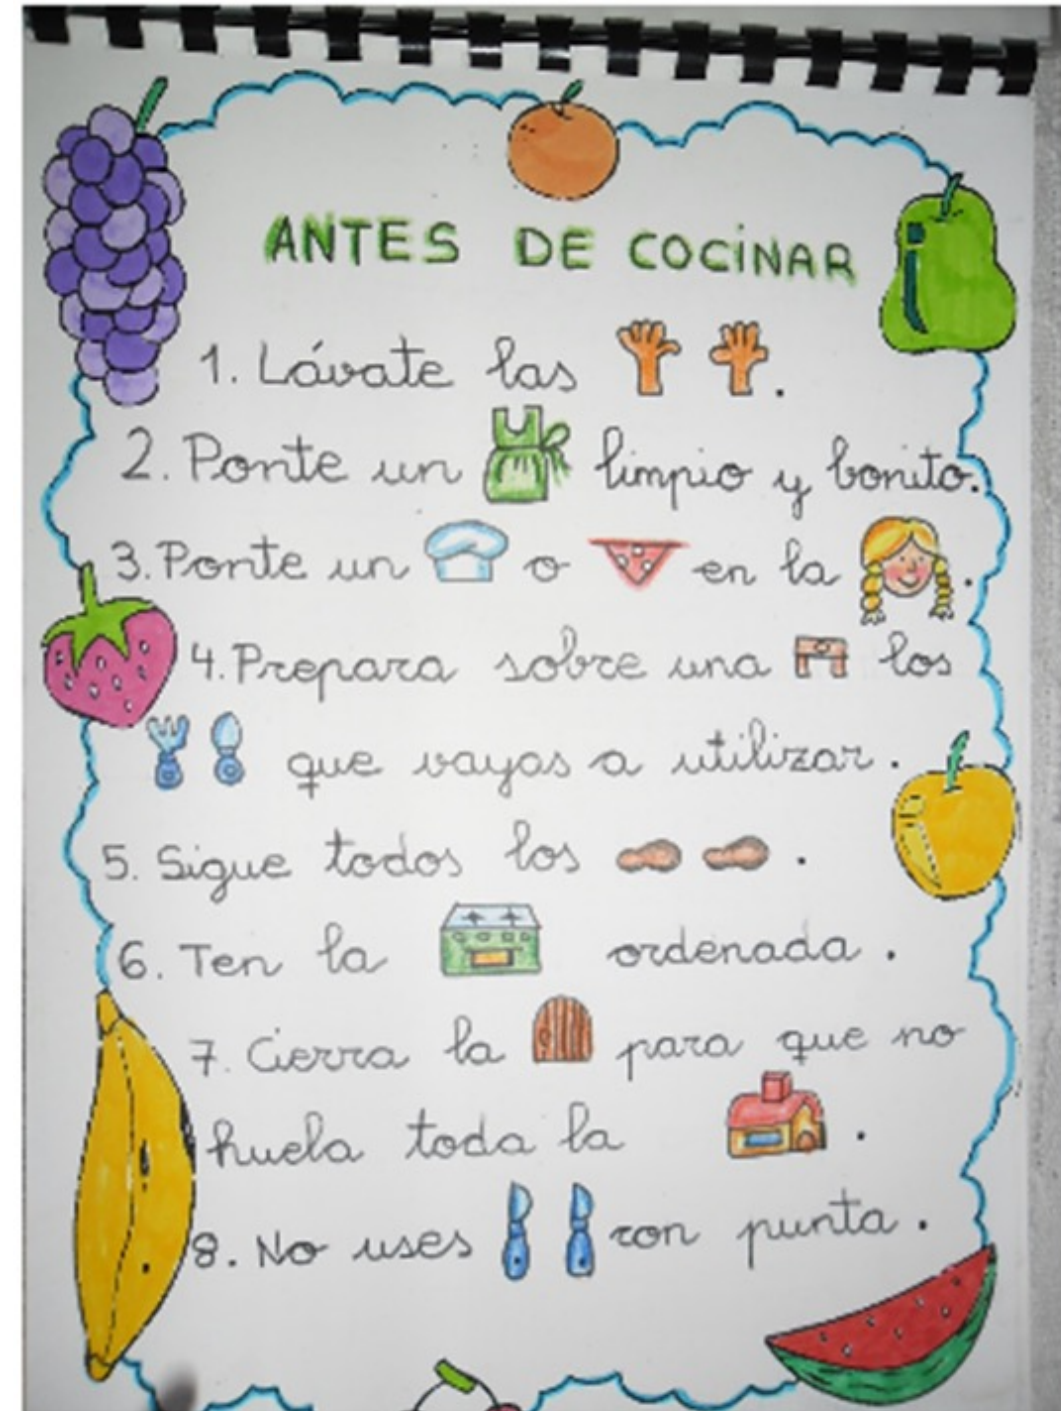 ANTES DE COCINAR
1. Lávate las .
2. Ponte un limpio y bonito.
3. Ponte un o en la .
4. Prepara sobre una los
que vayas a utilizar .
5. Sigue todos los .
6. Ten la ordenada .
7. Cierra la para que no
huela toda la .
8. No uses con punta .